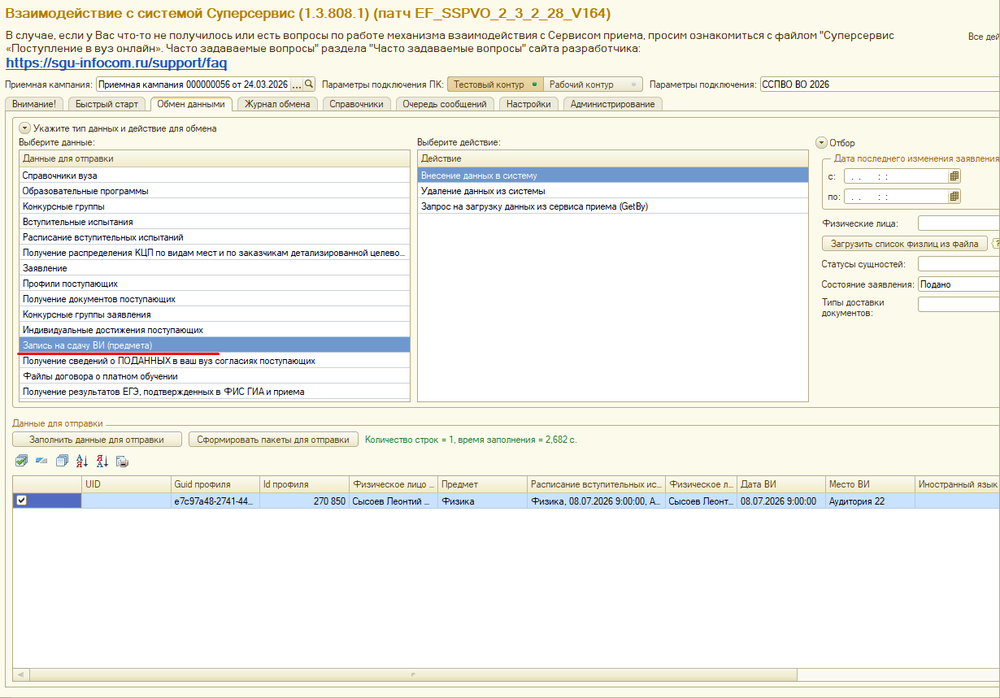 Взаимодействие с системой Суперсервис (1.3.808.1) (патч EF_SSPVO_2_3_2_28_V164)
В случае, если у Вас что-то не получилось или есть вопросы по работе механизма взаимодействия с Сервисом приема, просим ознакомиться с файлом "Суперсервис
Все дей
«Поступление в вуз онлайн». Часто задаваемые вопросы" раздела "Часто задаваемые вопросы" сайта разработчика:
https://sgu-infocom.ru/support/faq
Приемная кампания: Приемная кампания 000000056 от 24.03.2026 ... Параметры подключения ПК: Тестовый контур Рабочий контур Параметры подключения: ССПВО ВО 2026
Внимание! Быстрый старт Обмен данными Журнал обмена Справочники Очередь сообщений Настройки Администрирование
Укажите тип данных и действие для обмена
Выберите данные:
Данные для отправки
Справочники вуза
Образовательные программы
Конкурсные группы
Вступительные испытания
Расписание вступительных испытаний
Получение распределения КЦП по видам мест и по заказчикам детализированной целево...
Заявление
Профили поступающих
Получение документов поступающих
Конкурсные группы заявления
Индивидуальные достижения поступающих
Запись на сдачу ВИ (предмета)
Получение сведений о ПОДАННЫХ в ваш вуз согласиях поступающих
Файлы договора о платном обучении
Получение результатов ЕГЭ, подтвержденных в ФИС ГИА и приема
Выберите действие:
Действие
Внесение данных в систему
Удаление данных из системы
Запрос на загрузку данных из сервиса приема (GetBy)
Отбор
Дата последнего изменения заявления
с: . . : :
по: . . : :
Физические лица:
Загрузить список физлиц из файла ?
Статусы сущностей:
Состояние заявления: Подано
Типы доставки
документов:
Данные для отправки
Заполнить данные для отправки Сформировать пакеты для отправки Количество строк = 1, время заполнения = 2,682 с.
UID Guid профиля Id профиля Физическое лицо ... Предмет Расписание вступительных ис... Физическое л... Дата ВИ Место ВИ Иностранный язык
e7c97a48-2741-44... 270 850 Сысоев Леонтий ... Физика Физика, 08.07.2026 9:00:00, А... Сысоев Леонт... 08.07.2026 9:00:00 Аудитория 22